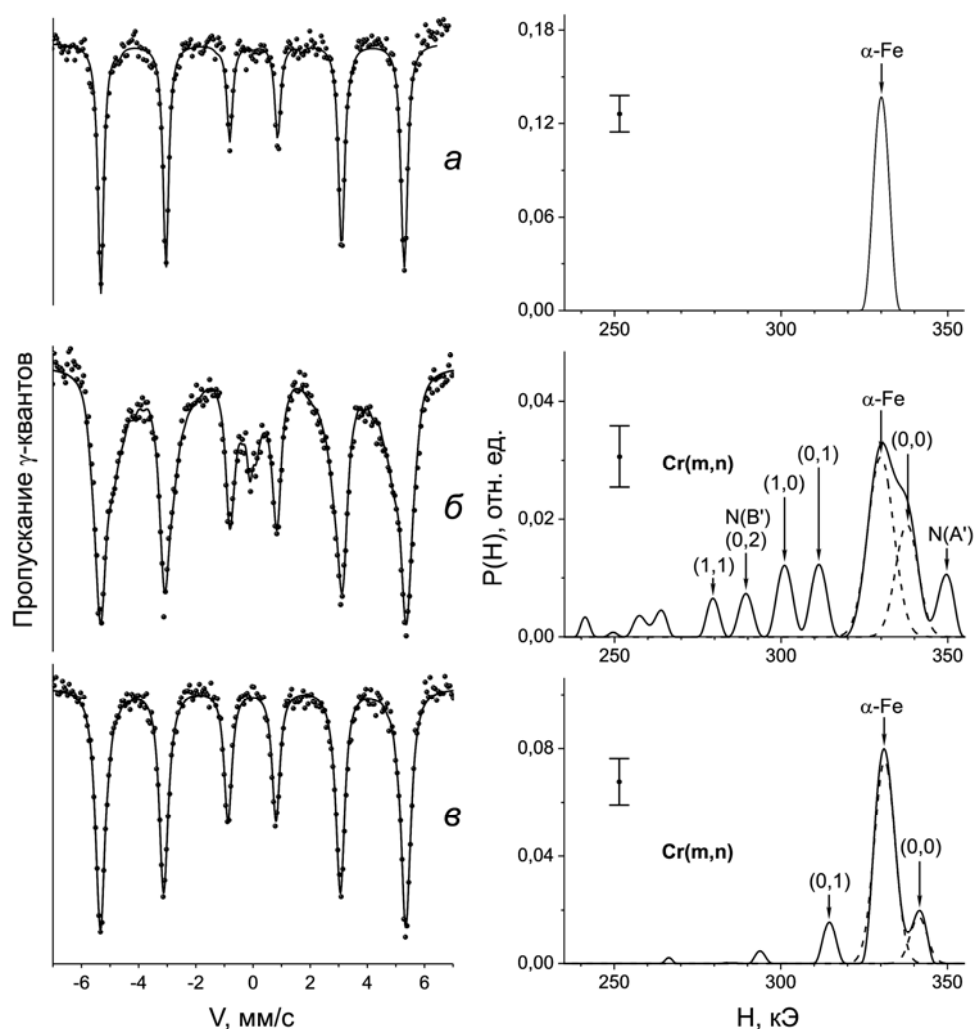 Пропускание γ-квантов
а
б
в
-6 -4 -2 0 2 4 6
V, мм/с
P(H), отн. ед.
0,18
0,12
0,06
0,00
α-Fe
250 300 350
0,04
0,02
0,00
Cr(m,n)
α-Fe
(0,0)
(0,1)
(1,0)
N(B')
(0,2)
(1,1)
N(A')
250 300 350
0,08
0,04
0,00
Cr(m,n)
α-Fe
(0,0)
(0,1)
250 300 350
H, кЭ